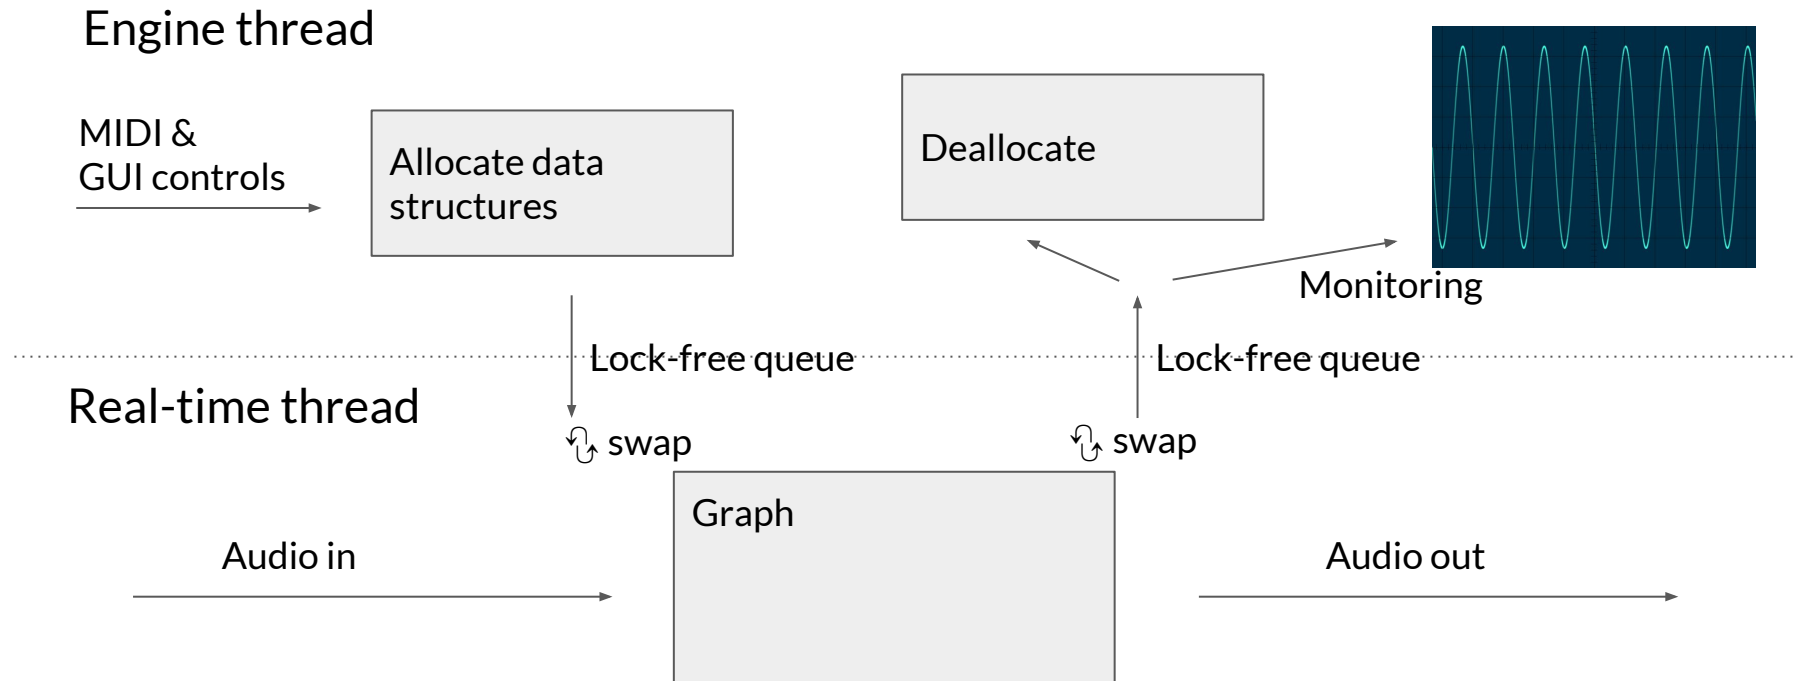 Engine thread
MIDI &
GUI controls
Allocate data
structures
Deallocate
Monitoring
Lock-free queue
Lock-free queue
Real-time thread
swap
swap
Graph
Audio in
Audio out